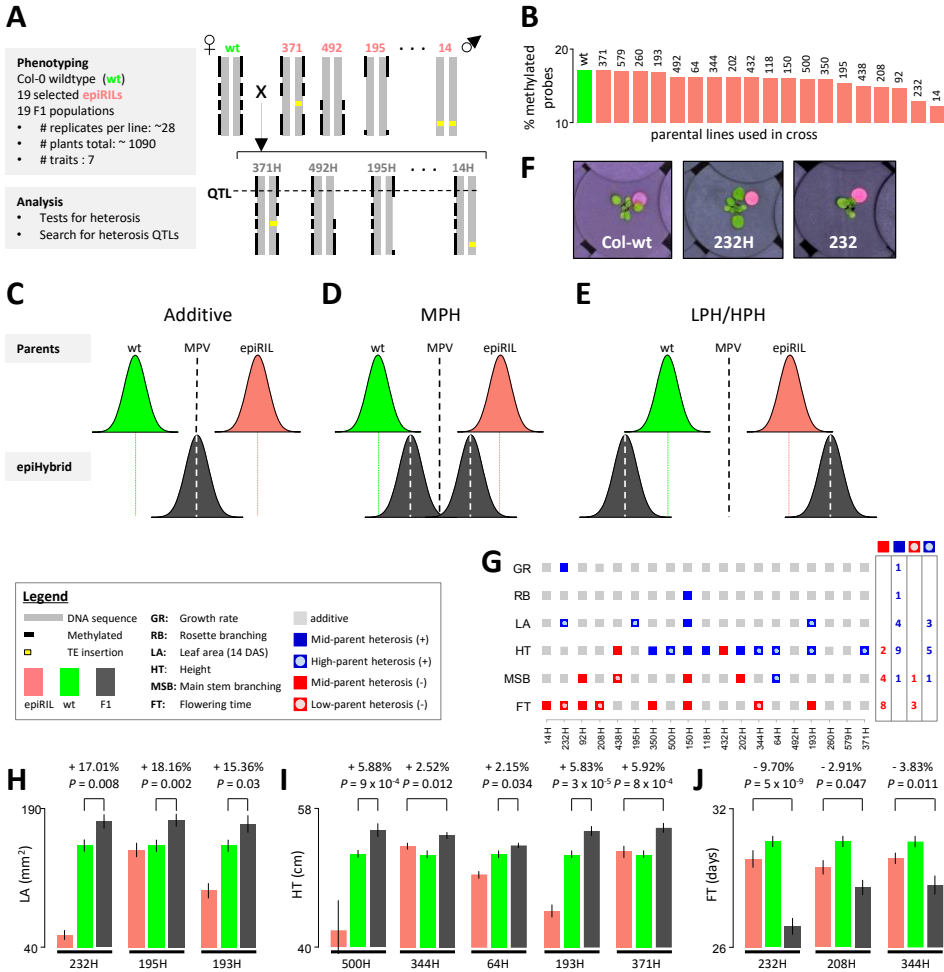 A
Phenotyping
Col-0 wildtype (wt)
19 selected epiRILs
19 F1 populations
• # replicates per line: ~28
• # plants total: ~ 1090
• # traits : 7
Analysis
• Tests for heterosis
• Search for heterosis QTLs
♀ wt 371 492 195 · · · 14 ♂
X
371H 492H 195H · · · 14H
QTL
B
% methylated
probes
20
15
10
wt 371 579 260 193 492 64 344 202 432 118 150 500 350 195 438 208 92 232 14
parental lines used in cross
F
Col-wt 232H 232
C
Additive
Parents
wt MPV epiRIL
epiHybrid
D
MPH
wt MPV epiRIL
E
LPH/HPH
wt MPV epiRIL
Legend
DNA sequence
Methylated
TE insertion
epiRIL wt F1
GR: Growth rate
RB: Rosette branching
LA: Leaf area (14 DAS)
HT: Height
MSB: Main stem branching
FT: Flowering time
additive
Mid-parent heterosis (+)
High-parent heterosis (+)
Mid-parent heterosis (-)
Low-parent heterosis (-)
G
GR 1
RB 1
LA 4 3
HT 2 9 5
MSB 4 1 1 1
FT 8 3
14H 232H 92H 208H 438H 195H 350H 500H 150H 118H 432H 202H 344H 64H 492H 193H 260H 579H 371H
H
+ 17.01% + 18.16% + 15.36%
P = 0.008 P = 0.002 P = 0.03
LA (mm²)
190
40
232H 195H 193H
I
+ 5.88% + 2.52% + 2.15% + 5.83% + 5.92%
P = 9 x 10⁻⁴ P = 0.012 P = 0.034 P = 3 x 10⁻⁵ P = 8 x 10⁻⁴
HT (cm)
58
40
500H 344H 64H 193H 371H
J
- 9.70% - 2.91% - 3.83%
P = 5 x 10⁻⁹ P = 0.047 P = 0.011
FT (days)
32
26
232H 208H 344H